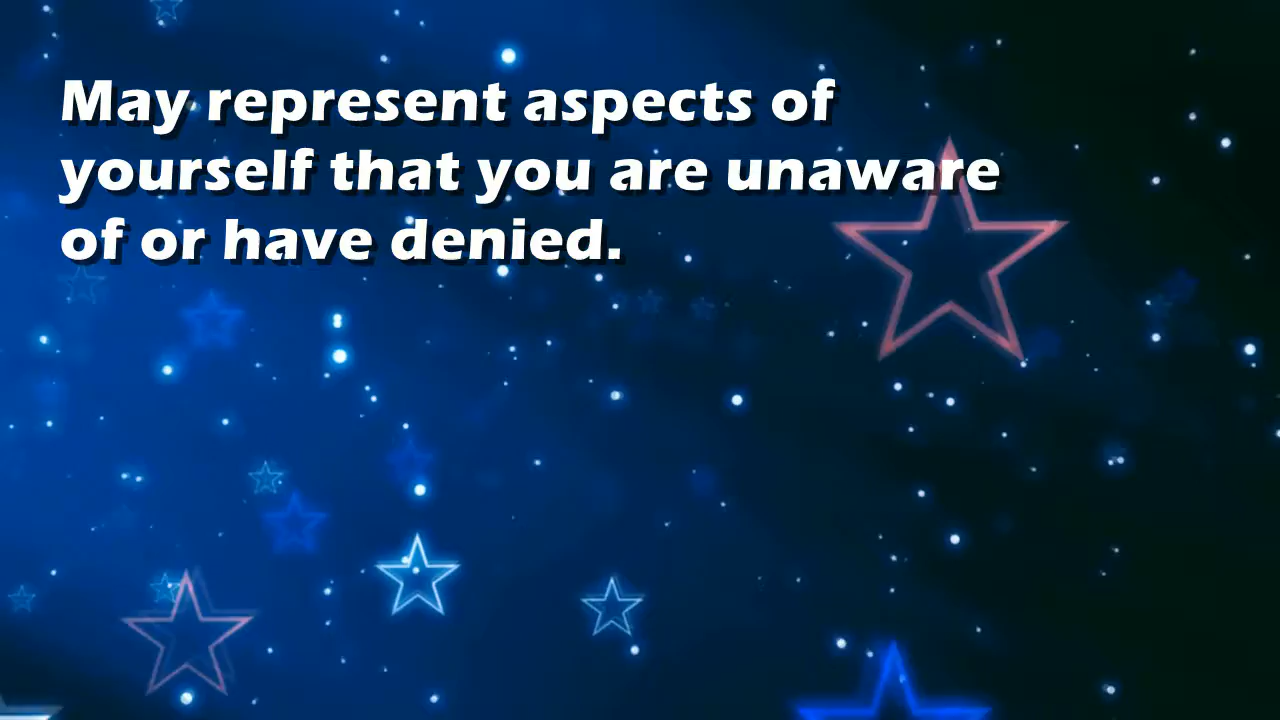 May represent aspects of
yourself that you are unaware
of or have denied.